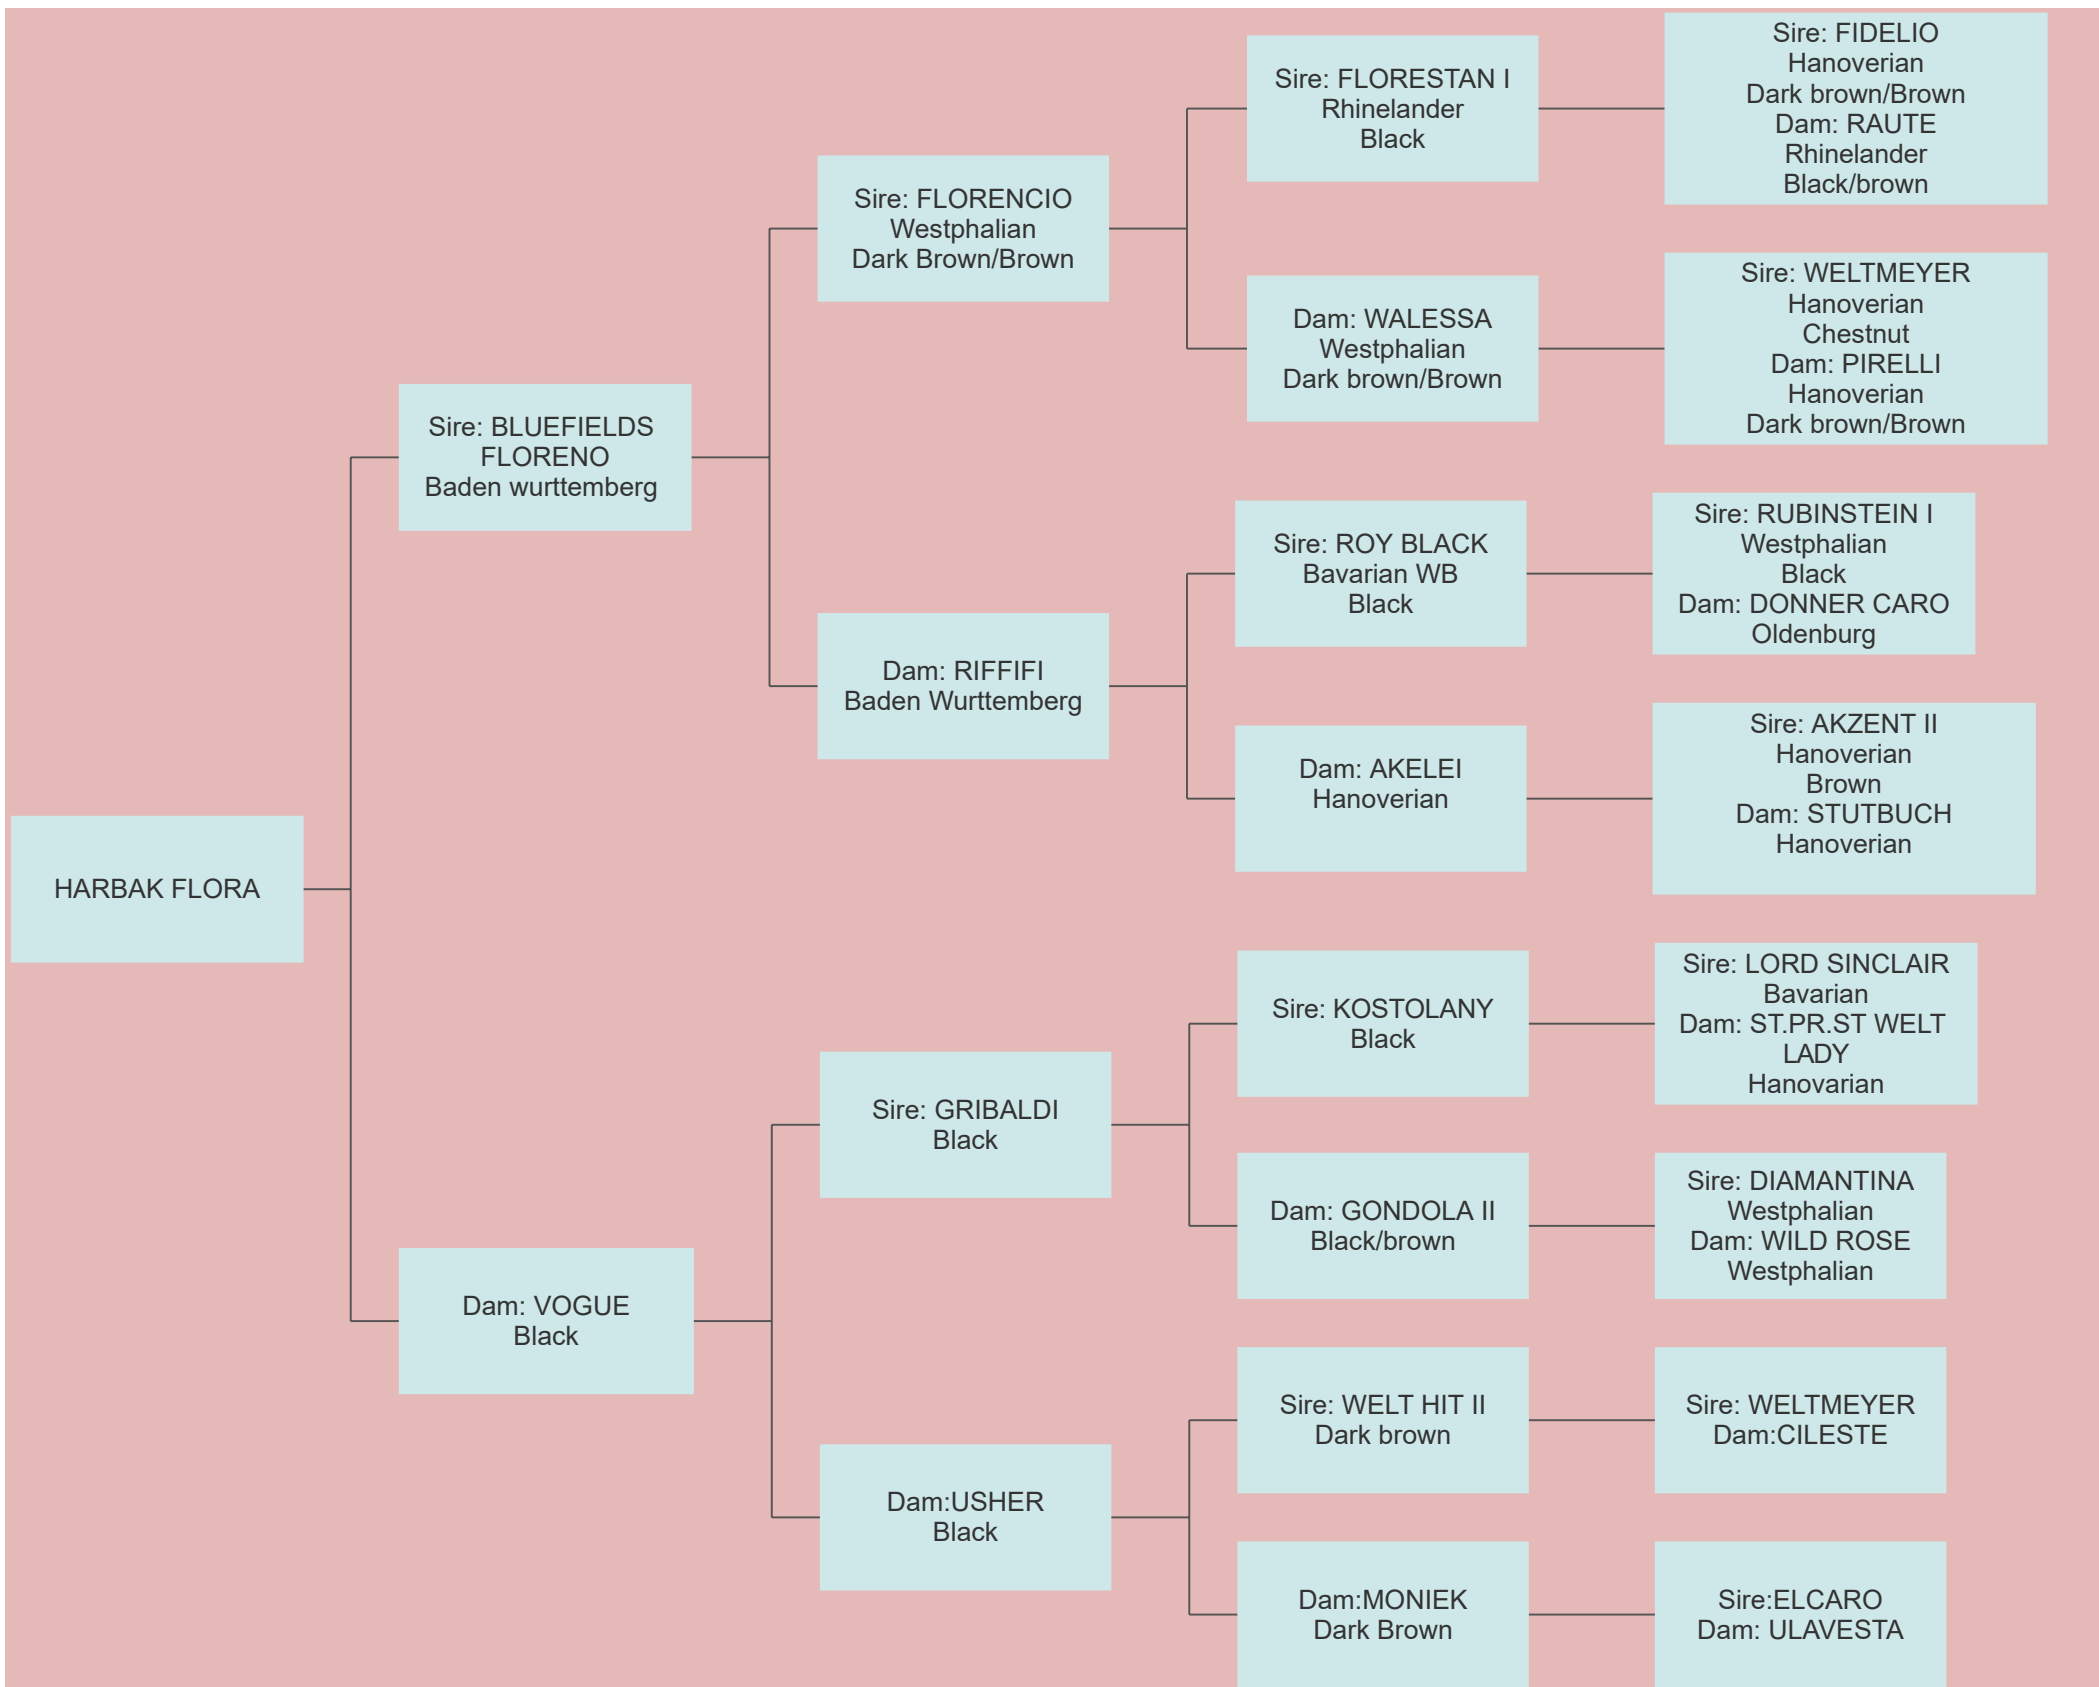 HARBAK FLORA
Sire: BLUEFIELDS
FLORENO
Baden wurttemberg
Dam: VOGUE
Black
Sire: FLORENCIO
Westphalian
Dark Brown/Brown
Dam: RIFFIFI
Baden Wurttemberg
Sire: GRIBALDI
Black
Dam:USHER
Black
Sire: FLORESTAN I
Rhinelander
Black
Dam: WALESSA
Westphalian
Dark brown/Brown
Sire: ROY BLACK
Bavarian WB
Black
Dam: AKELEI
Hanoverian
Sire: KOSTOLANY
Black
Dam: GONDOLA II
Black/brown
Sire: WELT HIT II
Dark brown
Dam:MONIEK
Dark Brown
Sire: FIDELIO
Hanoverian
Dark brown/Brown
Dam: RAUTE
Rhinelander
Black/brown
Sire: WELTMEYER
Hanoverian
Chestnut
Dam: PIRELLI
Hanoverian
Dark brown/Brown
Sire: RUBINSTEIN I
Westphalian
Black
Dam: DONNER CARO
Oldenburg
Sire: AKZENT II
Hanoverian
Brown
Dam: STUTBUCH
Hanoverian
Sire: LORD SINCLAIR
Bavarian
Dam: ST.PR.ST WELT
LADY
Hanovarian
Sire: DIAMANTINA
Westphalian
Dam: WILD ROSE
Westphalian
Sire: WELTMEYER
Dam:CILESTE
Sire:ELCARO
Dam: ULAVESTA